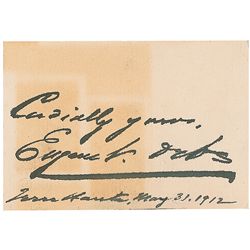 Cordially yours,
Eugene V. Debs
Terre Haute, May 31. 1912